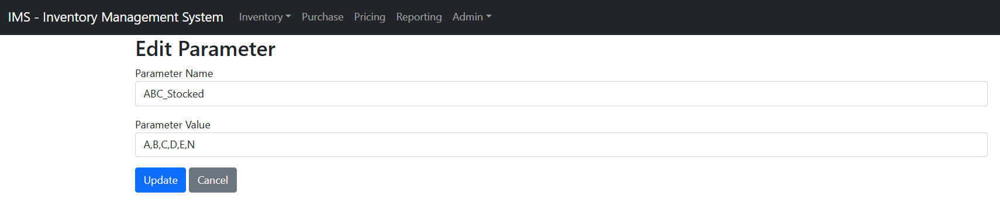 IMS - Inventory Management System Inventory Purchase Pricing Reporting Admin
Edit Parameter
Parameter Name
ABC_Stocked
Parameter Value
A,B,C,D,E,N
Update Cancel